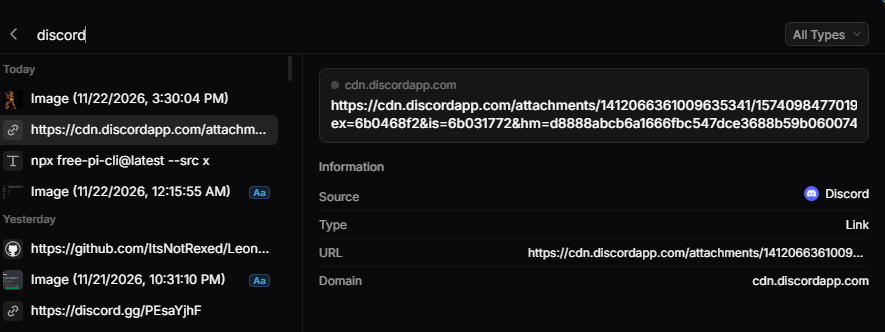 discord
All Types
Today
Image (11/22/2026, 3:30:04 PM)
https://cdn.discordapp.com/attachm...
npx free-pi-cli@latest --src x
Image (11/22/2026, 12:15:55 AM)
Aa
Yesterday
https://github.com/ItsNotRexed/Leon...
Image (11/21/2026, 10:31:10 PM)
Aa
https://discord.gg/PEsaYjhF
cdn.discordapp.com
https://cdn.discordapp.com/attachments/1412066361009635341/1574098477019
ex=6b0468f2&is=6b031772&hm=d8888abcb6a1666fbc547dce3688b59b060074
Information
Source
Discord
Type
Link
URL
https://cdn.discordapp.com/attachments/1412066361009...
Domain
cdn.discordapp.com